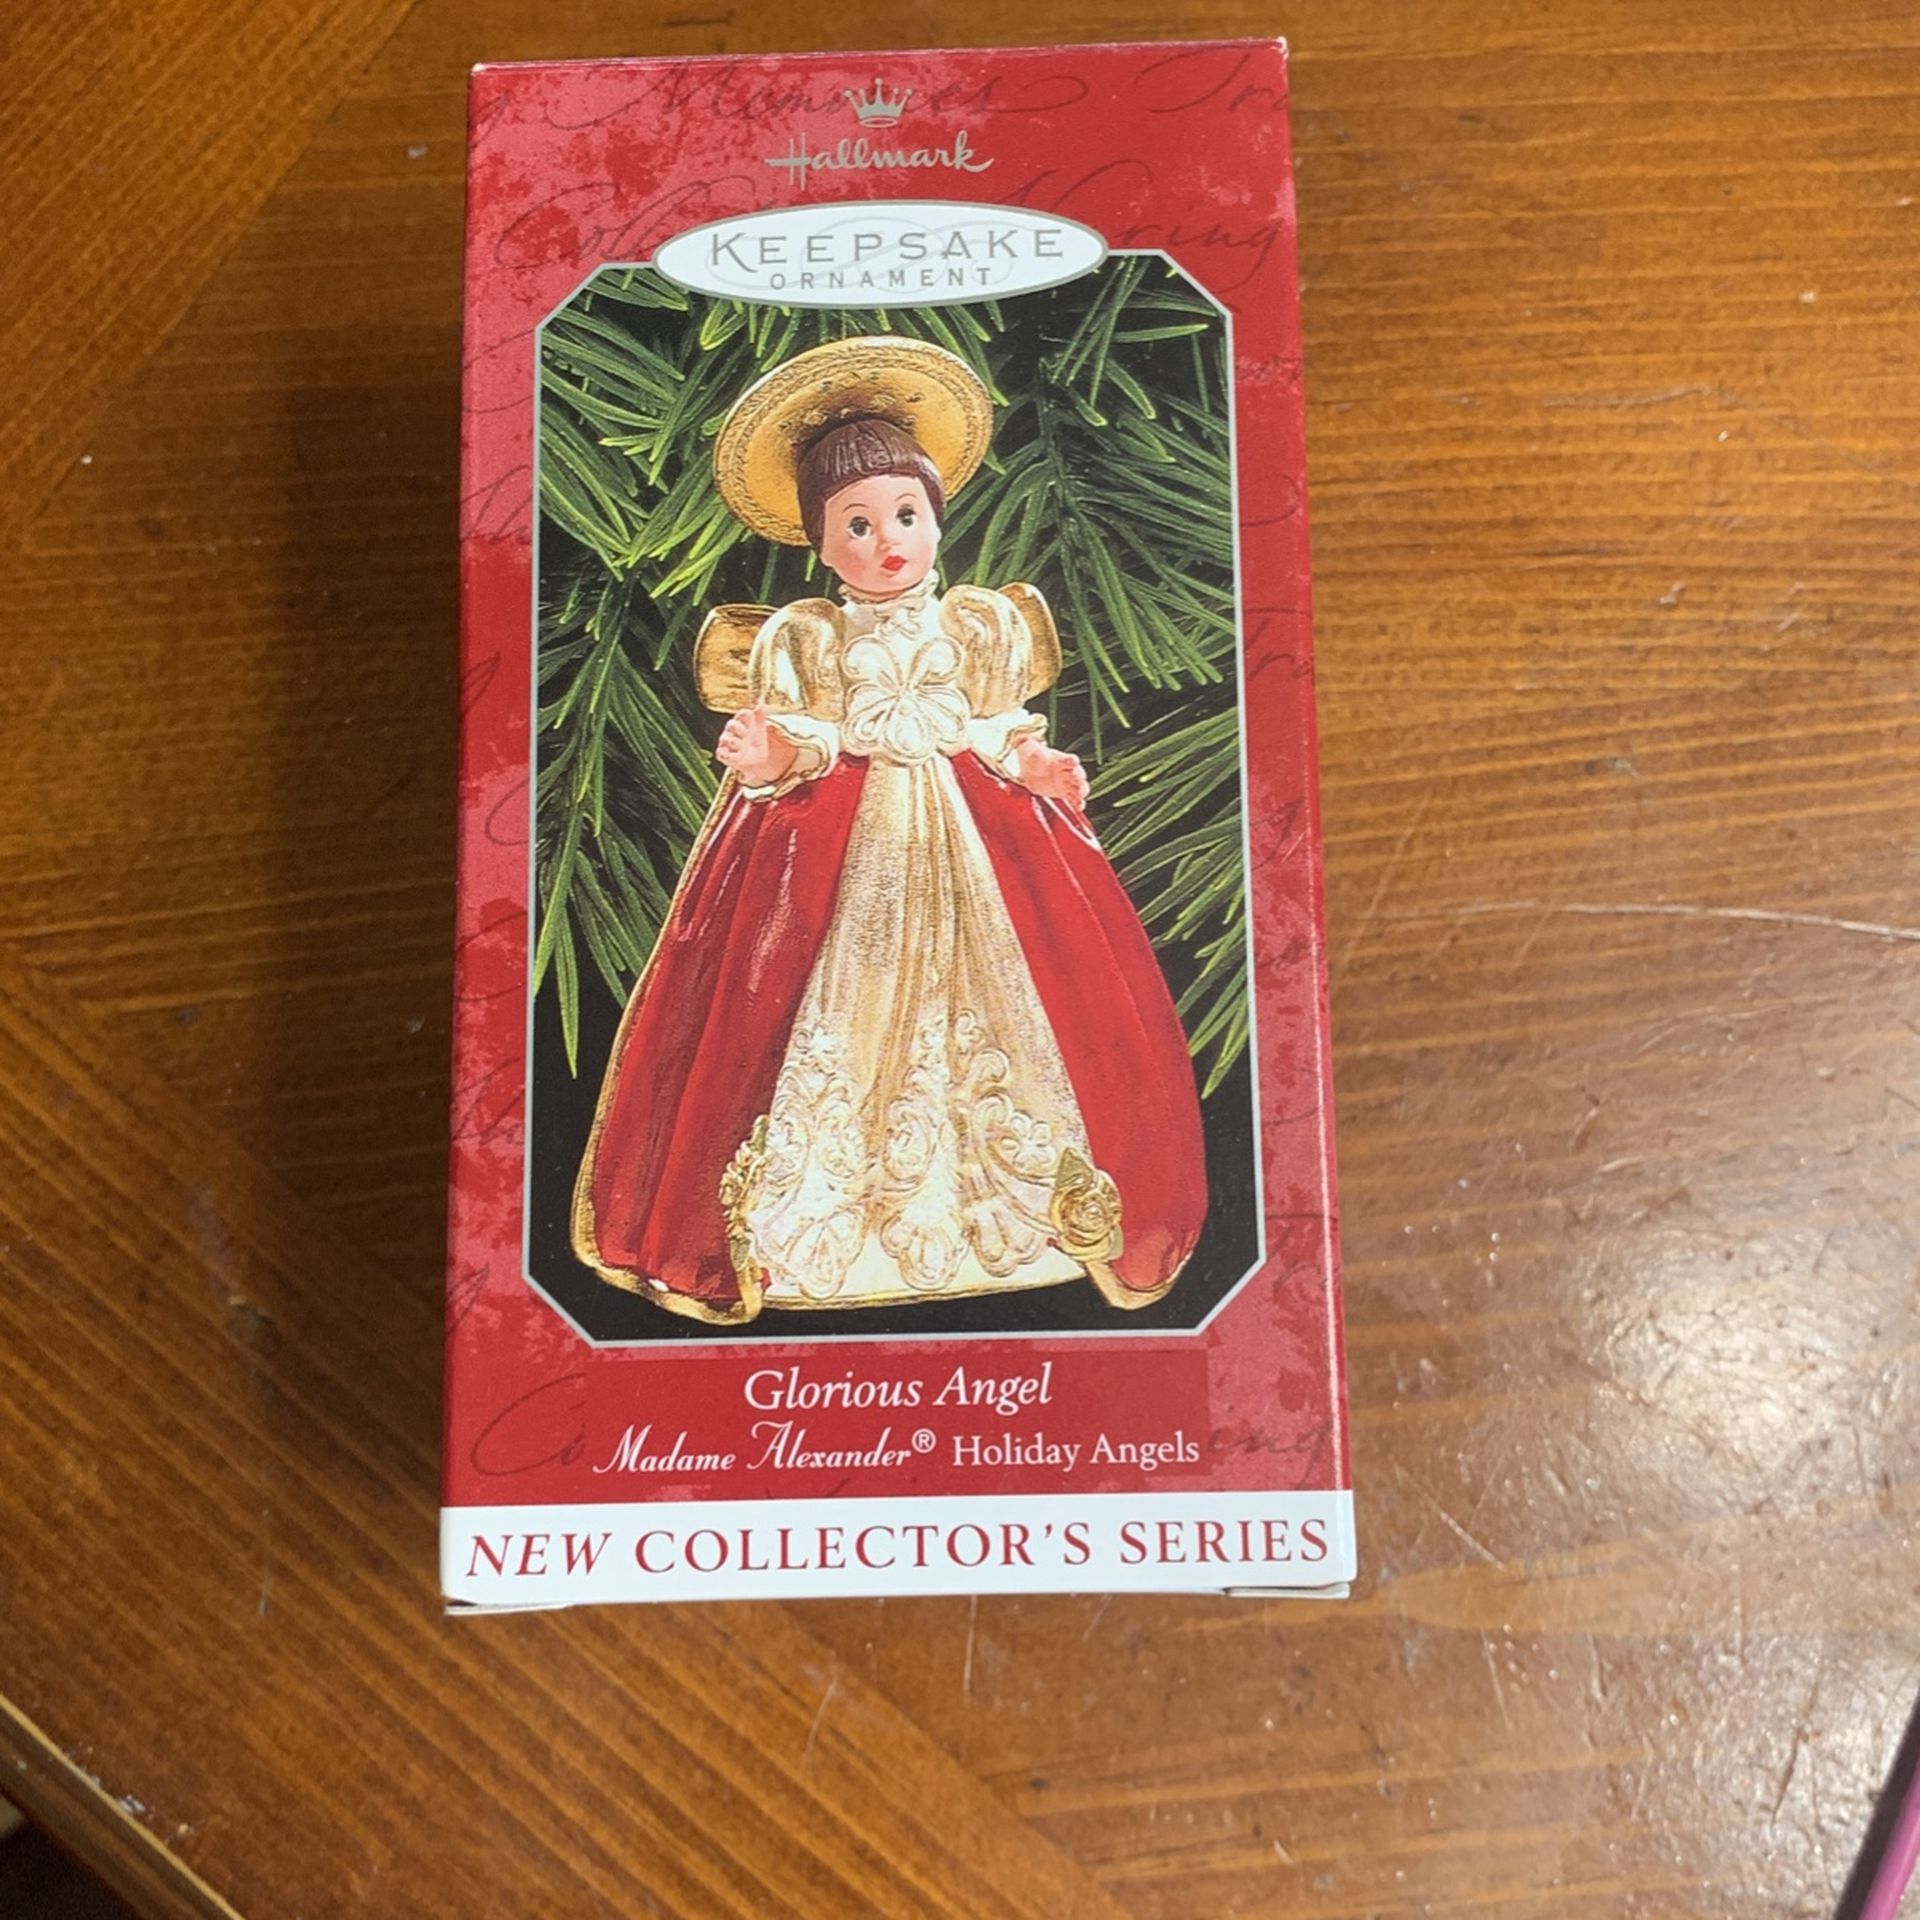 Hallmark
KEEPSAKE
ORNAMENT
Glorious Angel
Madame Alexander® Holiday Angels
NEW COLLECTOR'S SERIES